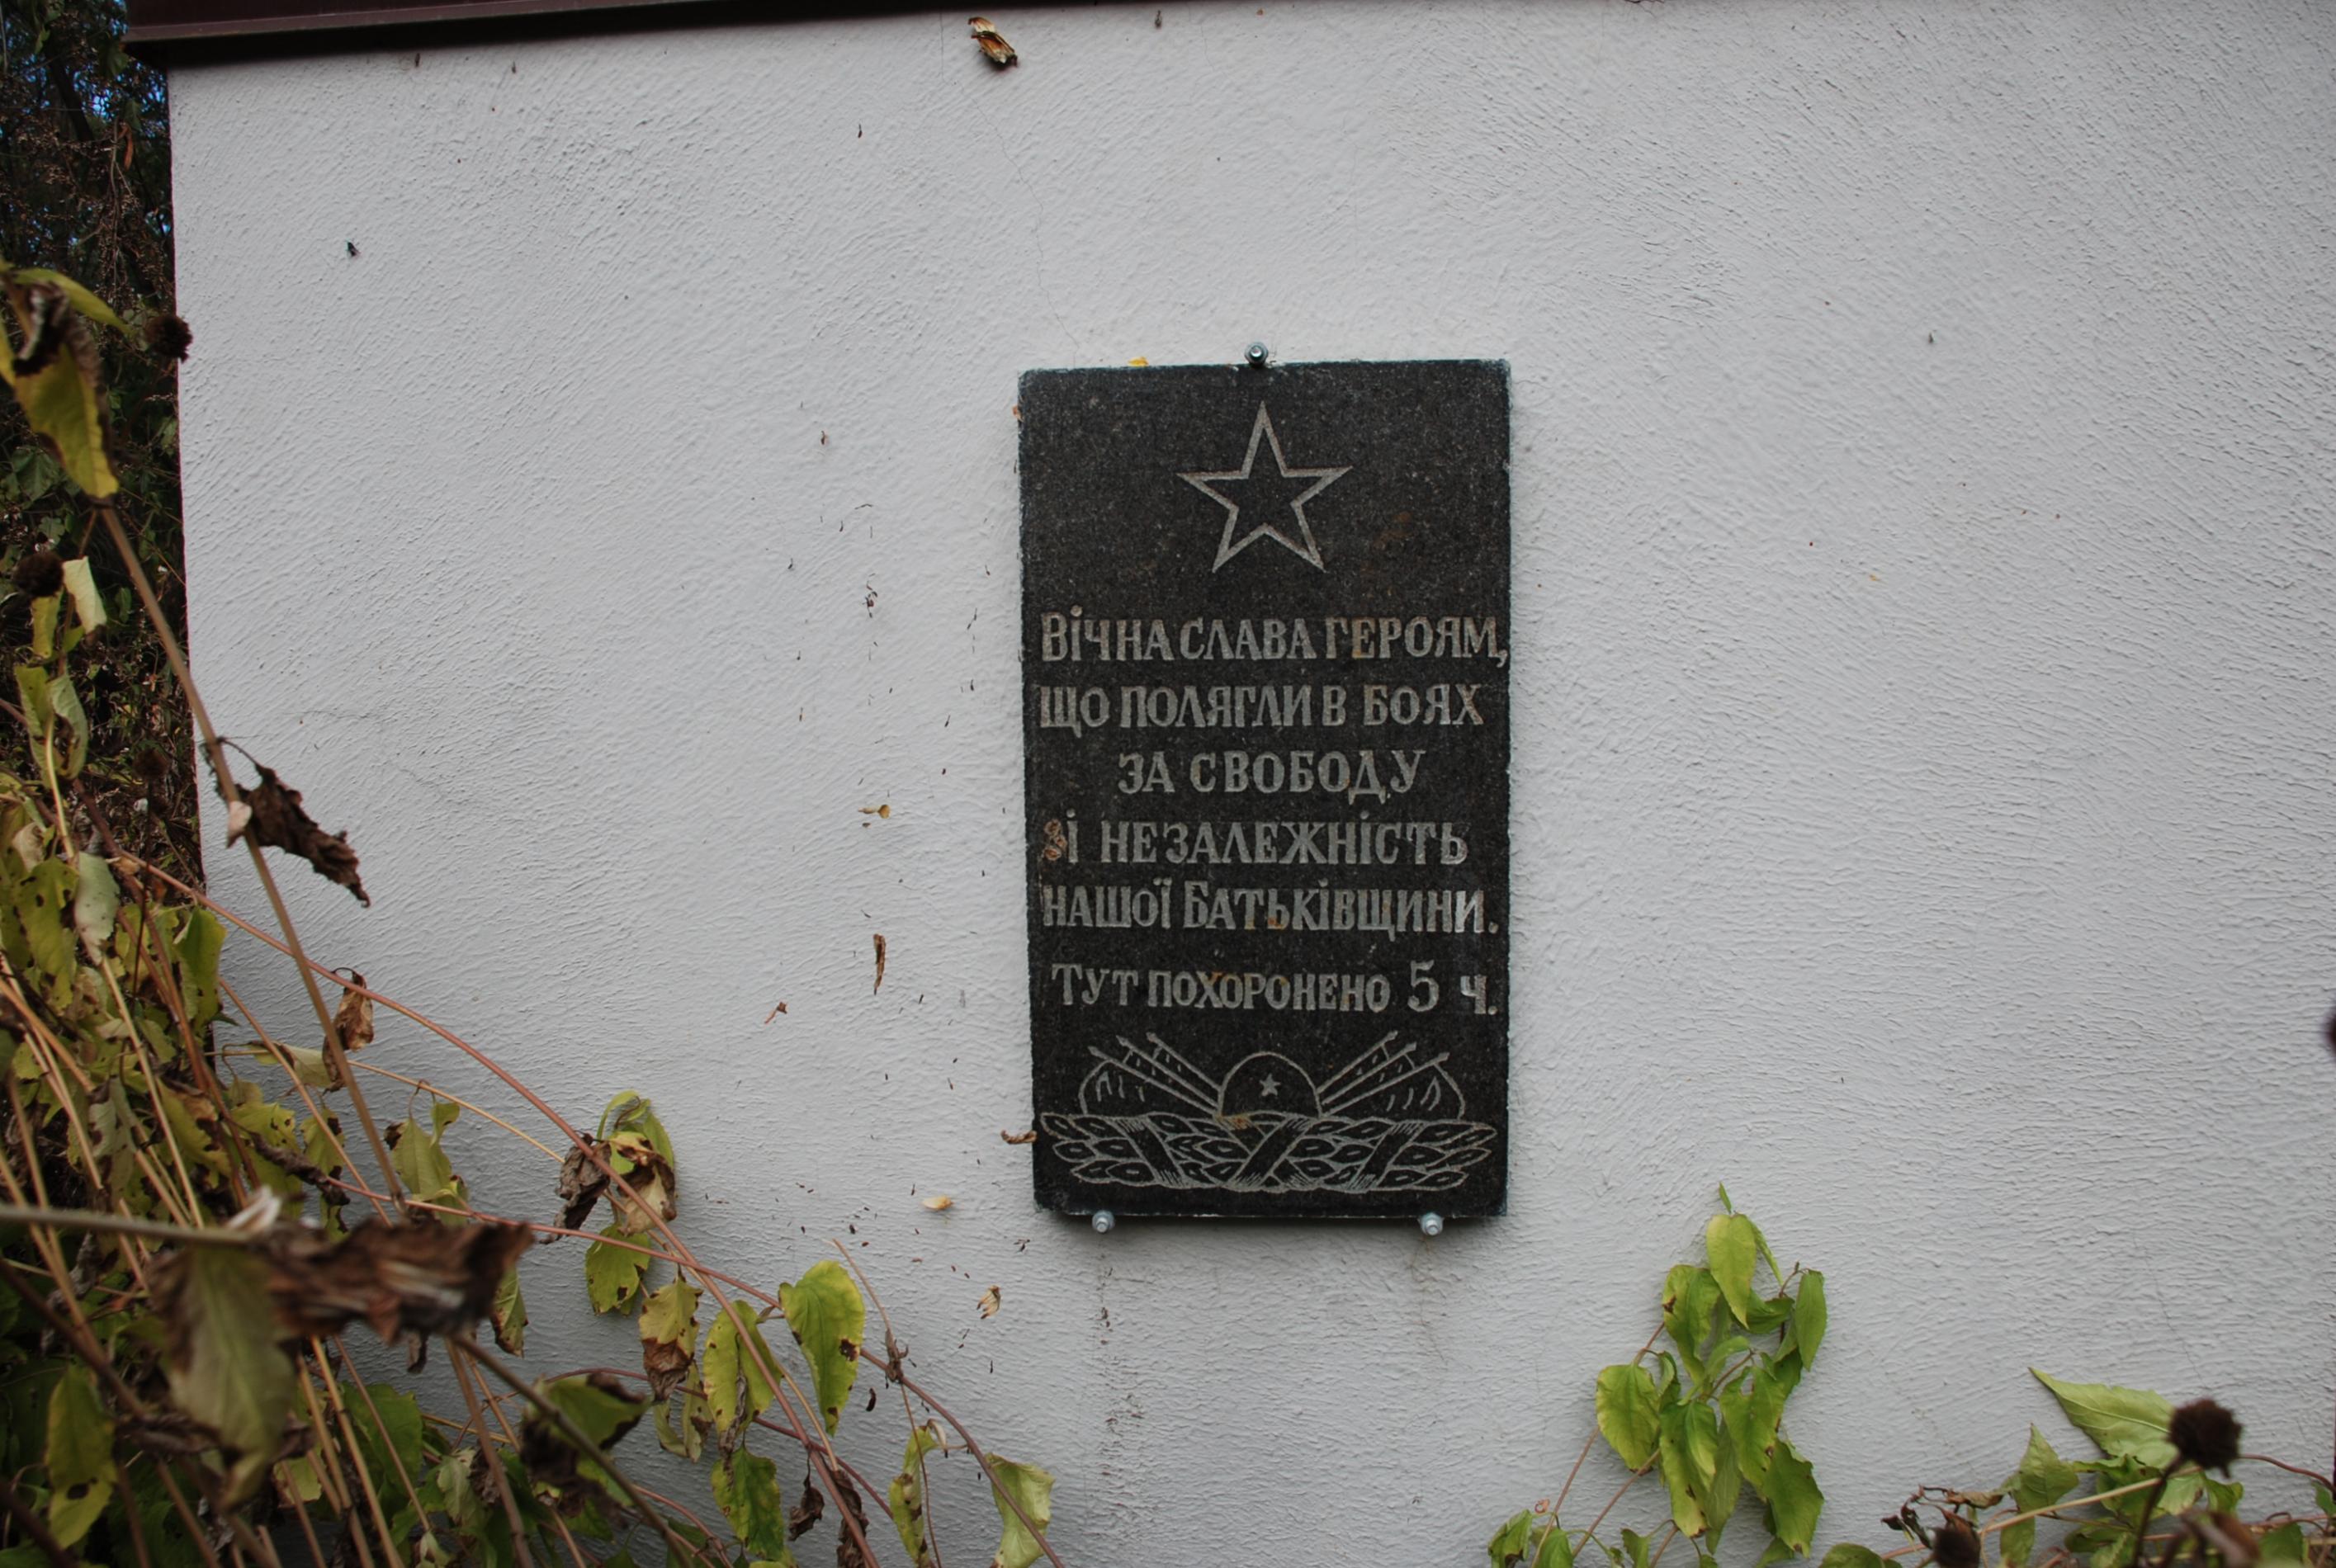 Вічна слава героям,
що полягли в боях
за свободу
і незалежність
нашої Батьківщини.
Тут похоронено 5 ч.